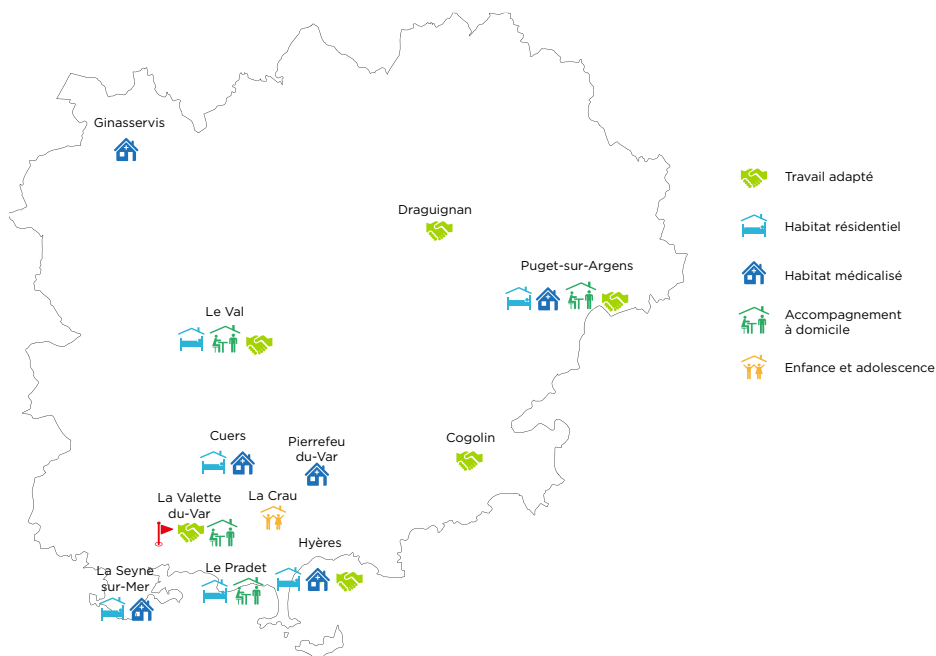 Ginasservis
Draguignan
Puget-sur-Argens
Le Val
Cuers
Pierrefeu
du-Var
Cogolin
La Valette
du-Var
La Crau
Hyères
La Seyne
sur-Mer
Le Pradet
Travail adapté
Habitat résidentiel
Habitat médicalisé
Accompagnement
à domicile
Enfance et adolescence